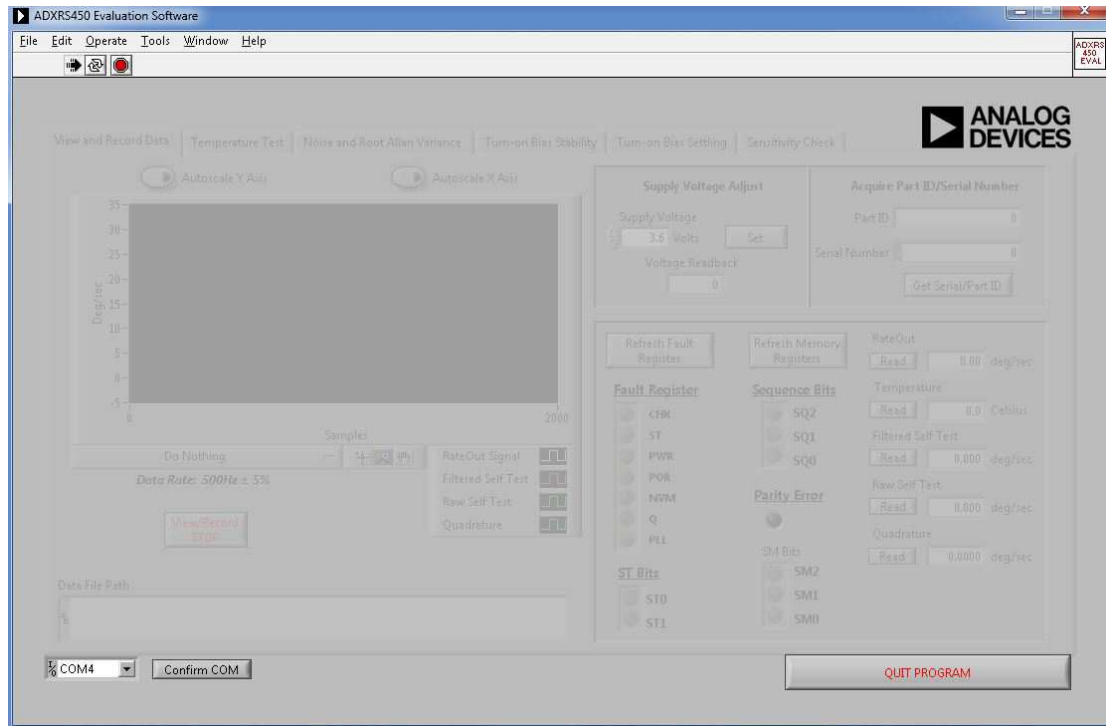 ADXRS450 Evaluation Software
File Edit Operate Tools Window Help
ADXRS
450
EVAL
ANALOG
DEVICES
View and Record Data Temperature Test Noise and Root Allan Variance Turn-on Bias Stability Turn-on Bias Settling Sensitivity Check
Autoscale Y Axis Autoscale X Axis
Deg/sec
35
30
25
20
15
10
5
0
-5
0 2000
Samples
Do Nothing
Data Rate: 500Hz ± 5%
RateOut Signal
Filtered Self Test
Raw Self Test
Quadrature
View/Record
STOP
Data File Path
Supply Voltage Adjust
Supply Voltage
3.6 Volts Set
Voltage Readback
0
Acquire Part ID/Serial Number
Part ID 0
Serial Number 0
Get Serial/Part ID
Refresh Fault
Register
Refresh Memory
Registers
Fault Register
CHK
ST
PWR
POR
NVM
Q
PLL
ST Bits
ST0
ST1
Sequence Bits
SQ2
SQ1
SQ0
Parity Error
SM Bits
SM2
SM1
SM0
RateOut
Read 0.00 deg/sec
Temperature
Read 0.0 Celsius
Filtered Self Test
Read 0.000 deg/sec
Raw Self Test
Read 0.000 deg/sec
Quadrature
Read 0.0000 deg/sec
COM4 Confirm COM
QUIT PROGRAM